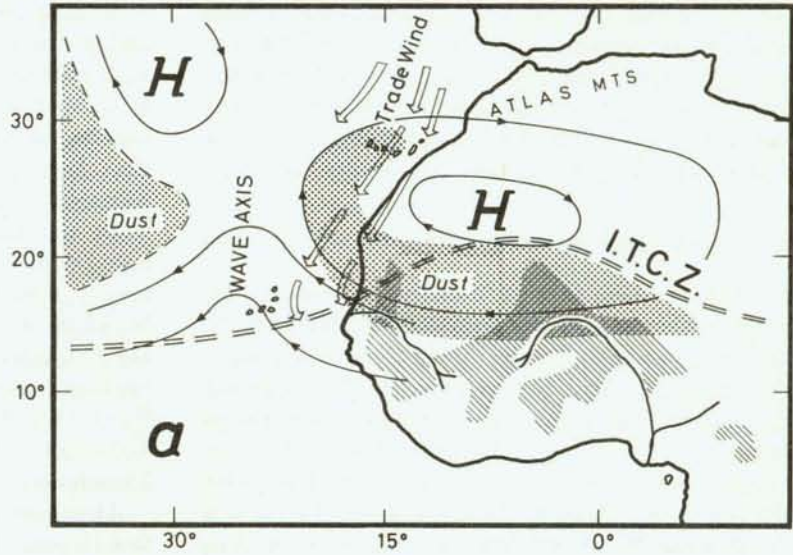 H
Trade Wind
ATLAS MTS
30°
WAVE AXIS
H
Dust
20°
I.T.C.Z.
Dust
10°
a
30°
15°
0°